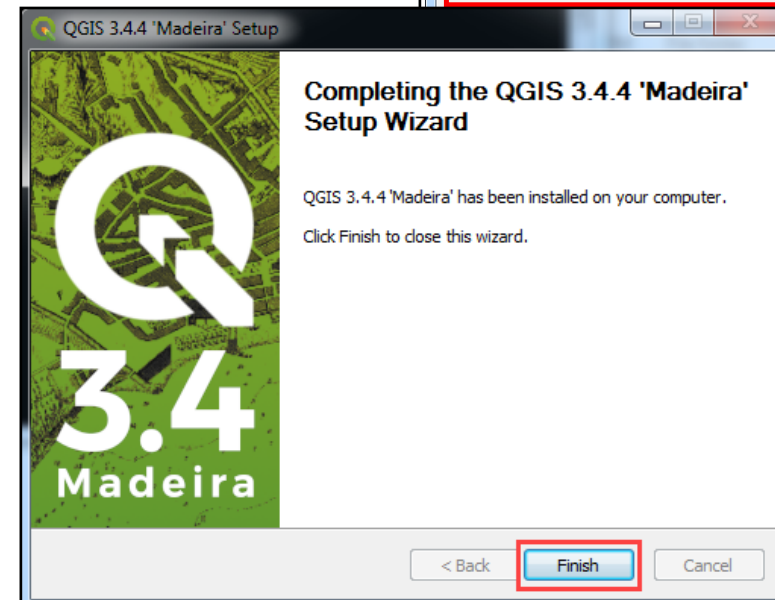 QGIS 3.4.4 'Madeira' Setup
Completing the QGIS 3.4.4 'Madeira'
Setup Wizard
QGIS 3.4.4 'Madeira' has been installed on your computer.
Click Finish to close this wizard.
3.4
Madeira
< Back Finish Cancel